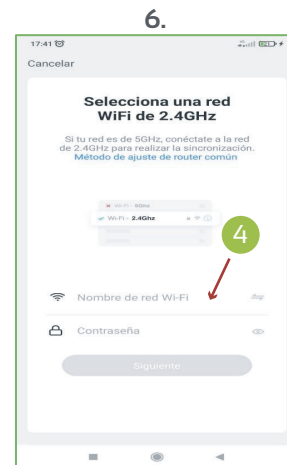 6.
17:41
Cancelar
Selecciona una red
WiFi de 2.4GHz
Si tu red es de 5GHz, conéctate a la red
de 2.4GHz para realizar la sincronización.
Método de ajuste de router común
Wi-Fi - 5Ghz
Wi-Fi - 2.4Ghz
4
Nombre de red Wi-Fi
Contraseña
Siguiente